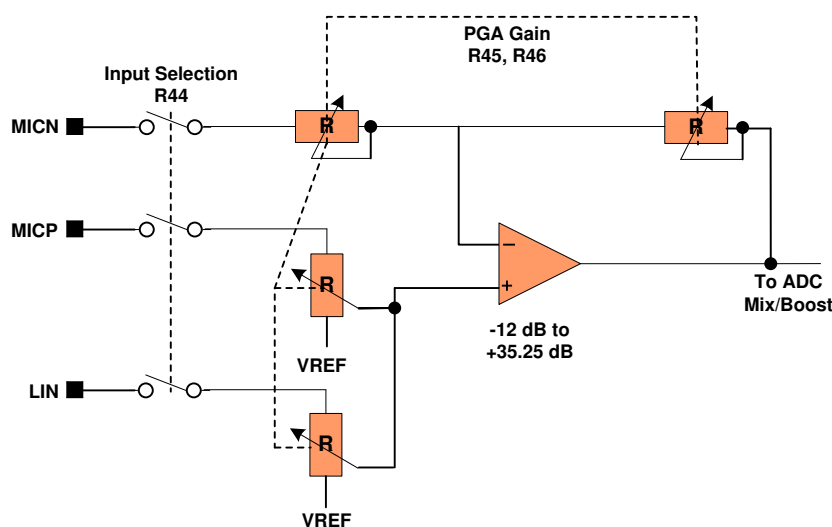 PGA Gain
R45, R46
Input Selection
R44
MICN
R
R
MICP
R
VREF
-
+
-12 dB to
+35.25 dB
To ADC
Mix/Boost
LIN
R
VREF